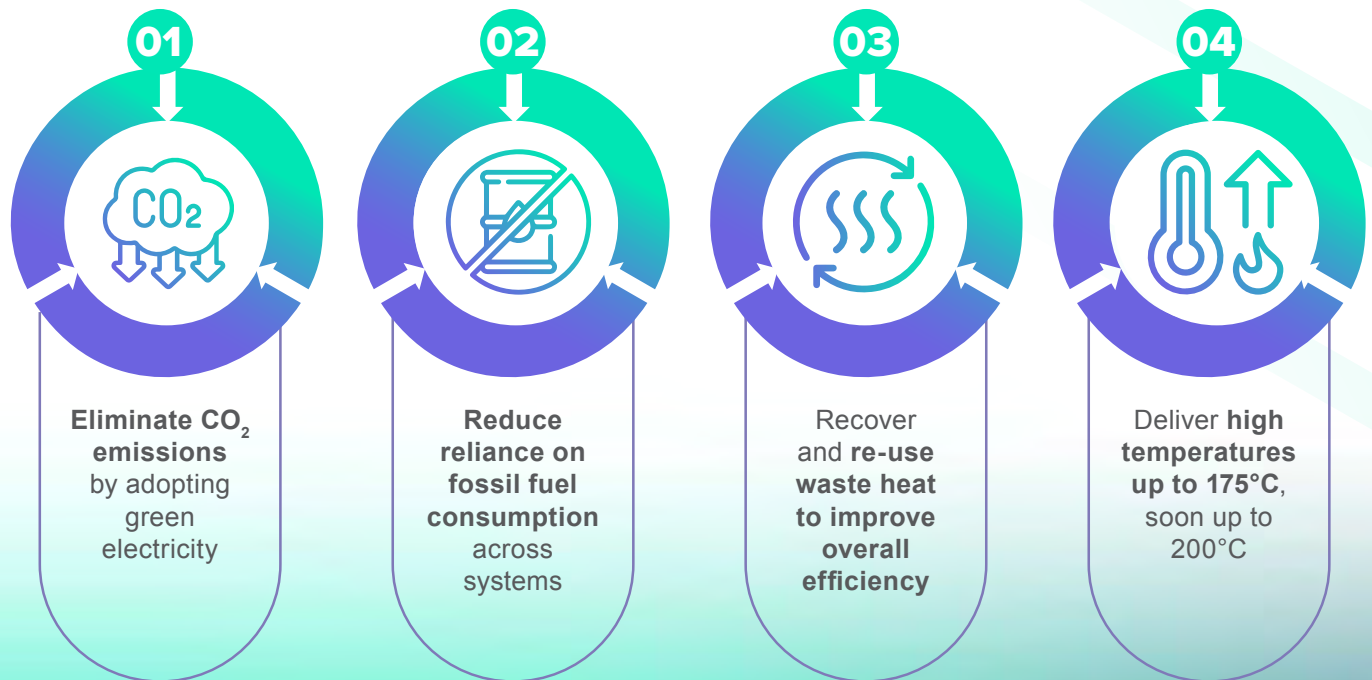 01
CO2
Eliminate CO₂
emissions
by adopting
green
electricity
02
Reduce
reliance on
fossil fuel
consumption
across
systems
03
Recover
and re-use
waste heat
to improve
overall
efficiency
04
Deliver high
temperatures
up to 175°C,
soon up to
200°C